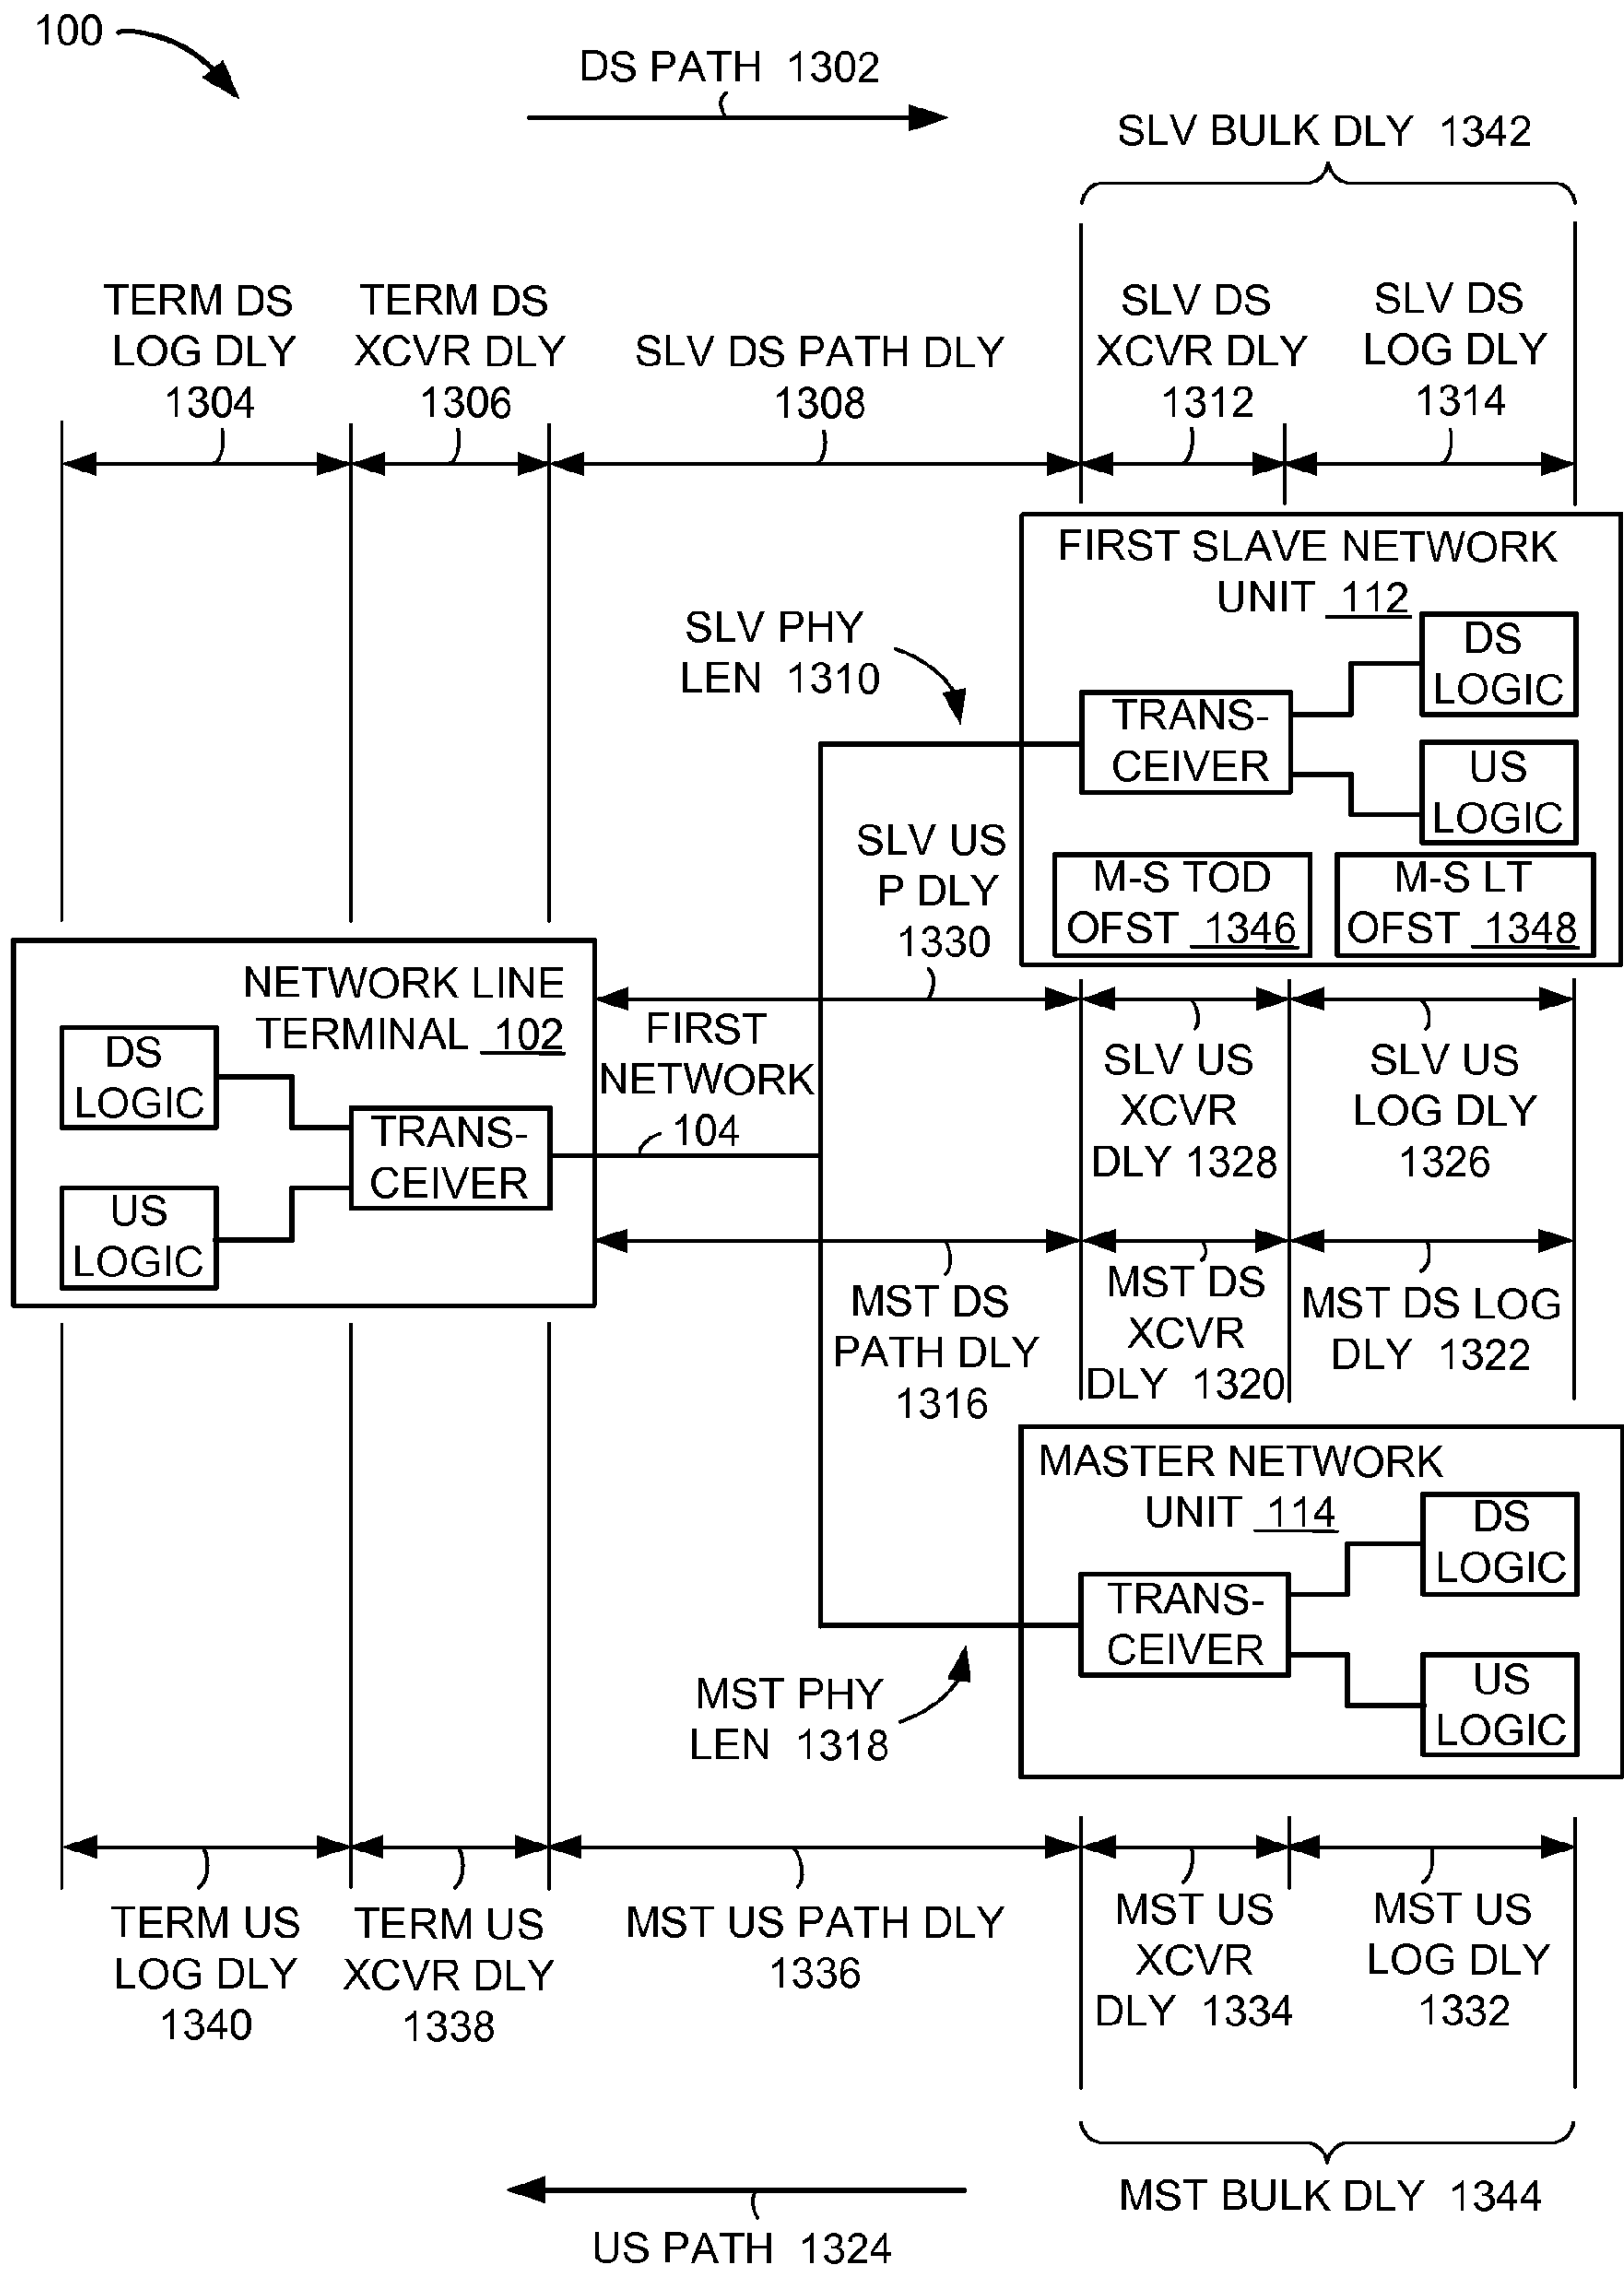 100
DS PATH 1302
SLV BULK DLY 1342
TERM DS
LOG DLY
1304
TERM DS
XCVR DLY
1306
SLV DS PATH DLY
1308
SLV DS
XCVR DLY
1312
SLV DS
LOG DLY
1314
FIRST SLAVE NETWORK
UNIT 112
SLV PHY
LEN 1310
DS
LOGIC
TRANS-
CEIVER
US
LOGIC
SLV US
P DLY
1330
M-S TOD
OFST 1346
M-S LT
OFST 1348
NETWORK LINE
TERMINAL 102
DS
LOGIC
TRANS-
CEIVER
US
LOGIC
FIRST
NETWORK
104
SLV US
XCVR
DLY 1328
SLV US
LOG DLY
1326
MST DS
PATH DLY
1316
MST DS
XCVR
DLY 1320
MST DS LOG
DLY 1322
MASTER NETWORK
UNIT 114
DS
LOGIC
TRANS-
CEIVER
US
LOGIC
MST PHY
LEN 1318
TERM US
LOG DLY
1340
TERM US
XCVR DLY
1338
MST US PATH DLY
1336
MST US
XCVR
DLY 1334
MST US
LOG DLY
1332
MST BULK DLY 1344
US PATH 1324